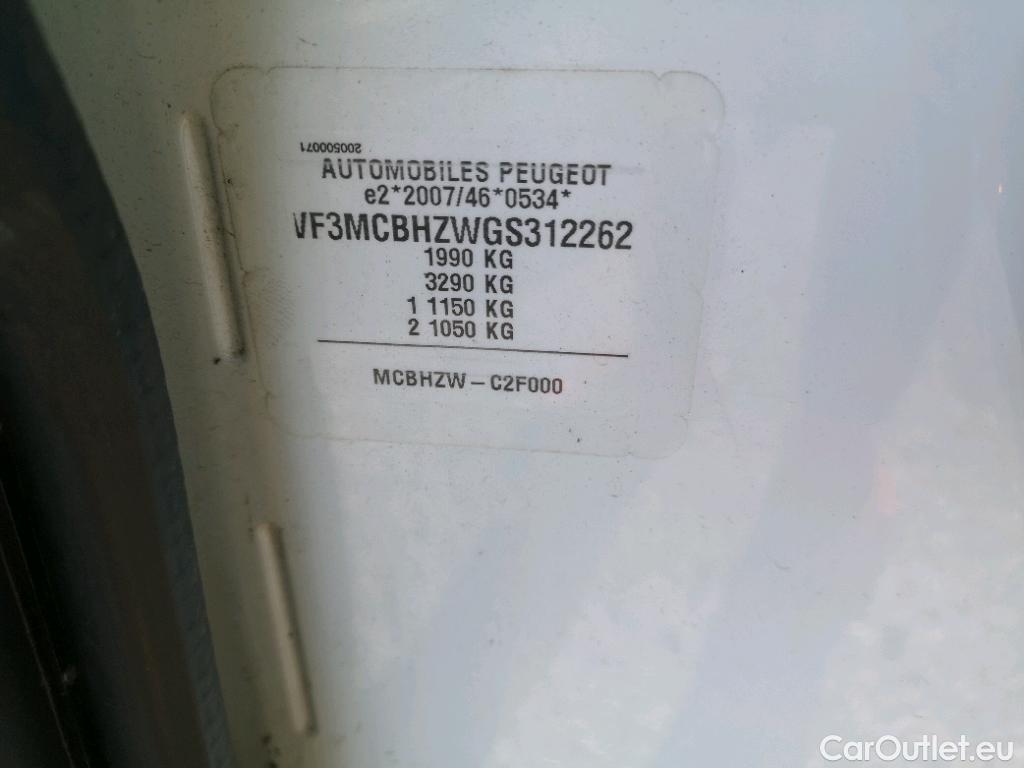 200500071
AUTOMOBILES PEUGEOT
e2*2007/46*0534*
VF3MCBHZWGS312262
1990 KG
3290 KG
1 1150 KG
2 1050 KG
MCBHZW – C2F000
CarOutlet.eu